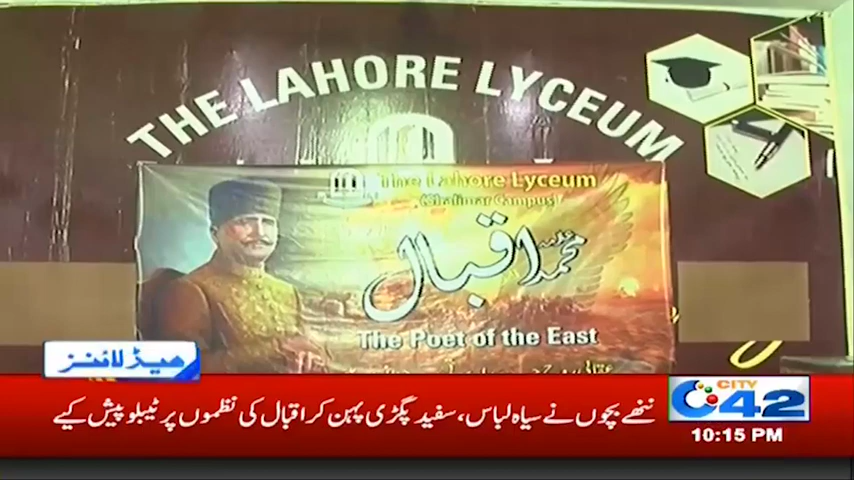 THE LAHORE LYCEUM
The Lahore Lyceum
(Shalimar Campus)
علامہ محمد اقبال
The Poet of the East
ہیڈلائنز
ننھے بچوں نے سیاہ لباس، سفید پگڑی پہن کر اقبال کی نظموں پر ٹیبلو پیش کیے
CITY
42
10:15 PM